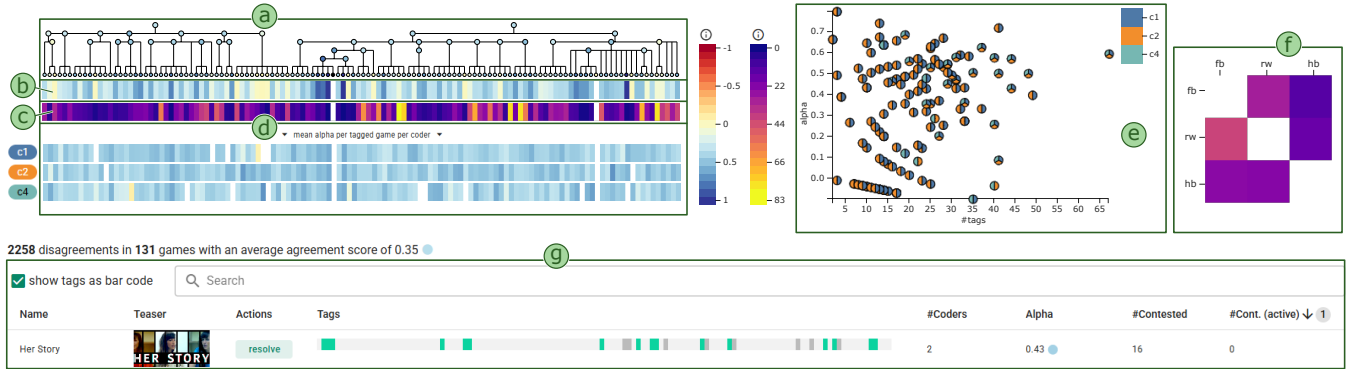 a
b
c
d
mean alpha per tagged game per coder
c1
c2
c4
-1
-0.5
0
0.5
1
0
22
44
66
83
alpha
0.7
0.6
0.5
0.4
0.3
0.2
0.1
0.0
5 10 15 20 25 30 35 40 45 50 55 60 65
#tags
c1
c2
c4
e
f
fb rw hb
fb
rw
hb
2258 disagreements in 131 games with an average agreement score of 0.35
g
show tags as bar code
Search
Name Teaser Actions Tags #Coders Alpha #Contested #Cont. (active) 1
Her Story HER STORY resolve 2 0.43 16 0